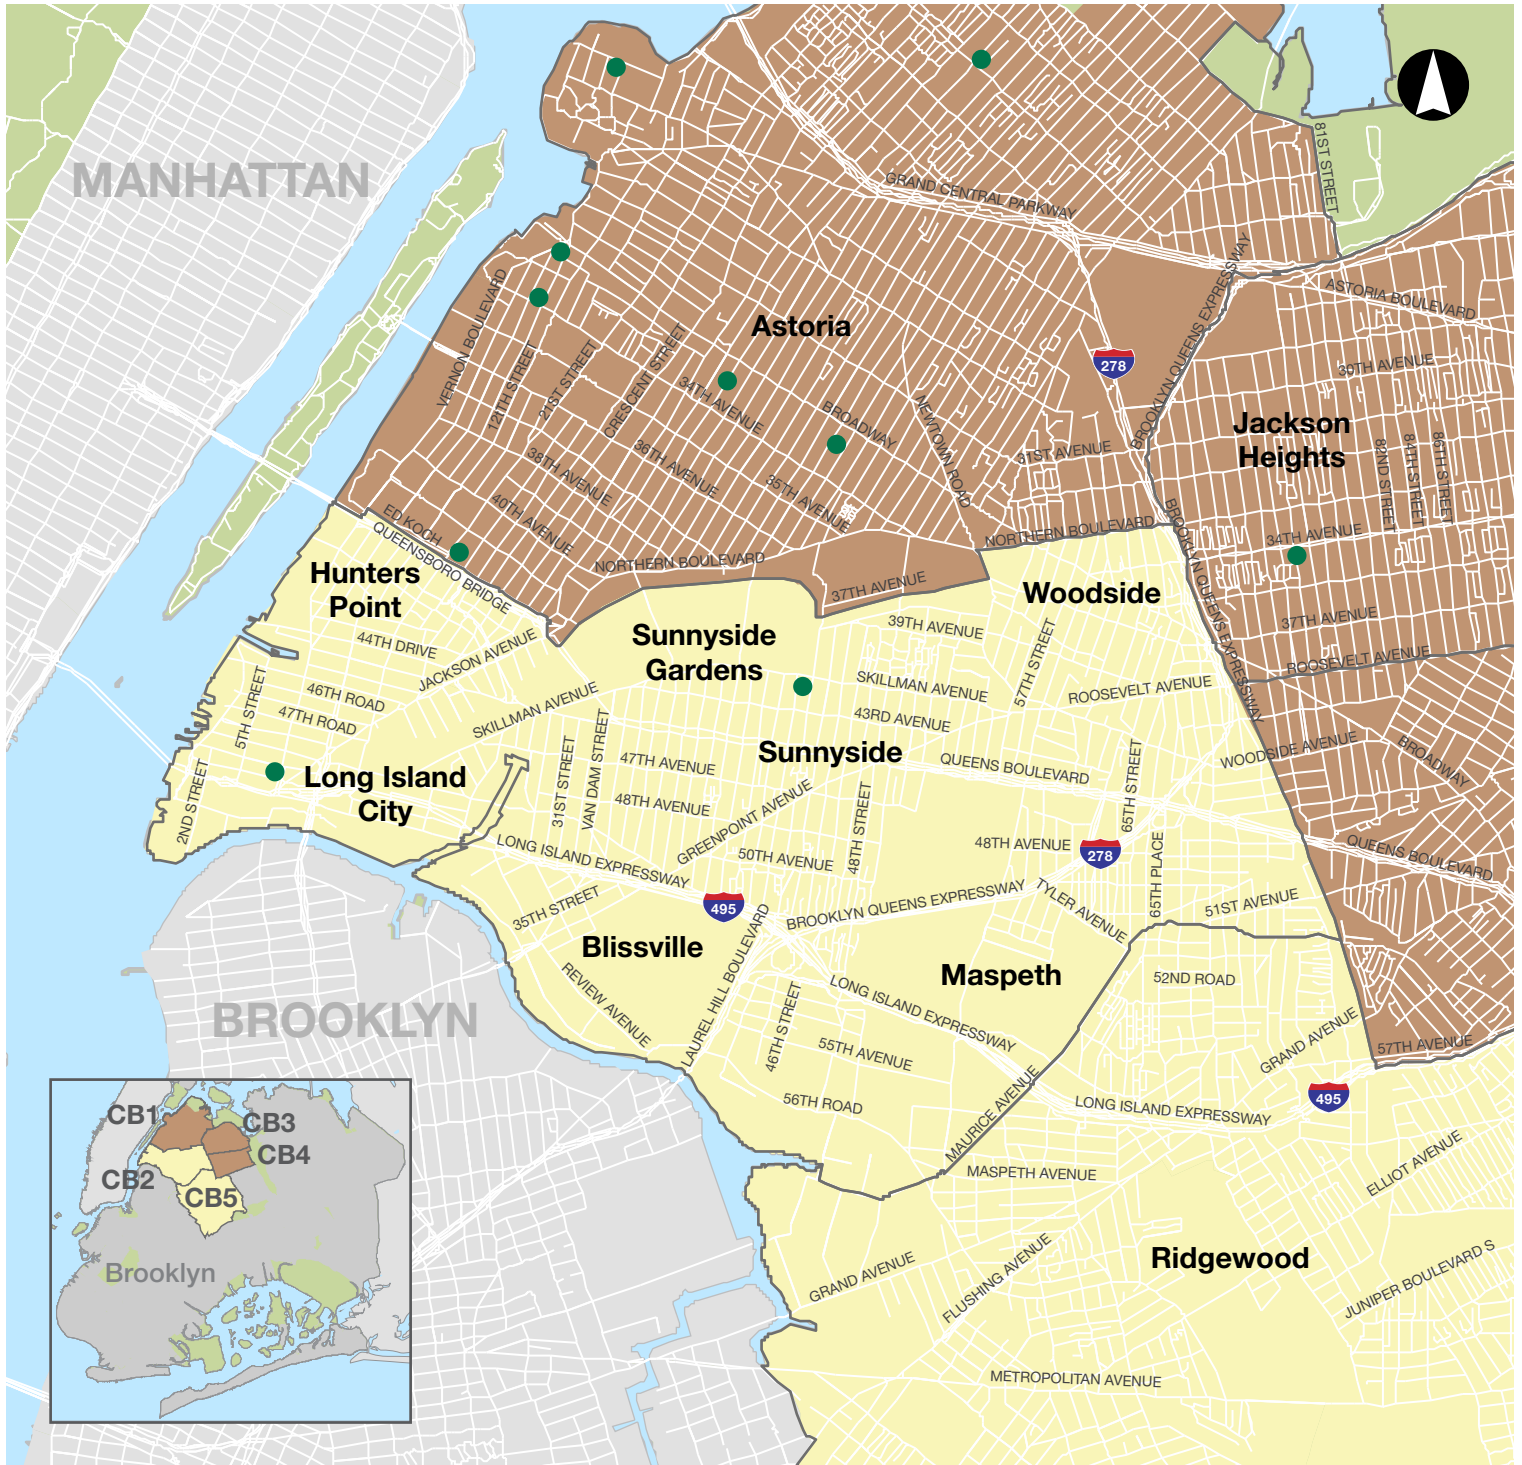 MANHATTAN
81ST STREET
GRAND CENTRAL PARKWAY
VERNON BOULEVARD
12TH STREET
21ST STREET
CRESCENT STREET
Astoria
34TH AVENUE
BROADWAY
NEWTOWN ROAD
278
BROOKLYN QUEENS EXPRESSWAY
ASTORIA BOULEVARD
30TH AVENUE
Jackson
Heights
82ND STREET
84TH STREET
86TH STREET
31ST AVENUE
38TH AVENUE
36TH AVENUE
35TH AVENUE
40TH AVENUE
ED KOCH
QUEENSBORO BRIDGE
NORTHERN BOULEVARD
NORTHERN BOULEVARD
BROOKLYN QUEENS EXPRESSWAY
34TH AVENUE
37TH AVENUE
37TH AVENUE
ROOSEVELT AVENUE
Hunters
Point
Woodside
Sunnyside
Gardens
39TH AVENUE
57TH STREET
44TH DRIVE
JACKSON AVENUE
SKILLMAN AVENUE
SKILLMAN AVENUE
ROOSEVELT AVENUE
5TH STREET
46TH ROAD
47TH ROAD
43RD AVENUE
Sunnyside
QUEENS BOULEVARD
WOODSIDE AVENUE
BROADWAY
2ND STREET
Long Island
City
31ST STREET
VAN DAM STREET
47TH AVENUE
48TH AVENUE
GREENPOINT AVENUE
48TH STREET
65TH STREET
50TH AVENUE
48TH AVENUE
278
QUEENS BOULEVARD
LONG ISLAND EXPRESSWAY
495
BROOKLYN QUEENS EXPRESSWAY
TYLER AVENUE
65TH PLACE
51ST AVENUE
35TH STREET
Blissville
REVIEW AVENUE
LAUREL HILL BOULEVARD
Maspeth
52ND ROAD
LONG ISLAND EXPRESSWAY
46TH STREET
55TH AVENUE
56TH ROAD
GRAND AVENUE
57TH AVENUE
BROOKLYN
MAURICE AVENUE
LONG ISLAND EXPRESSWAY
495
MASPETH AVENUE
ELLIOT AVENUE
Ridgewood
GRAND AVENUE
FLUSHING AVENUE
JUNIPER BOULEVARD S
METROPOLITAN AVENUE
CB1
CB3
CB4
CB2
CB5
Brooklyn